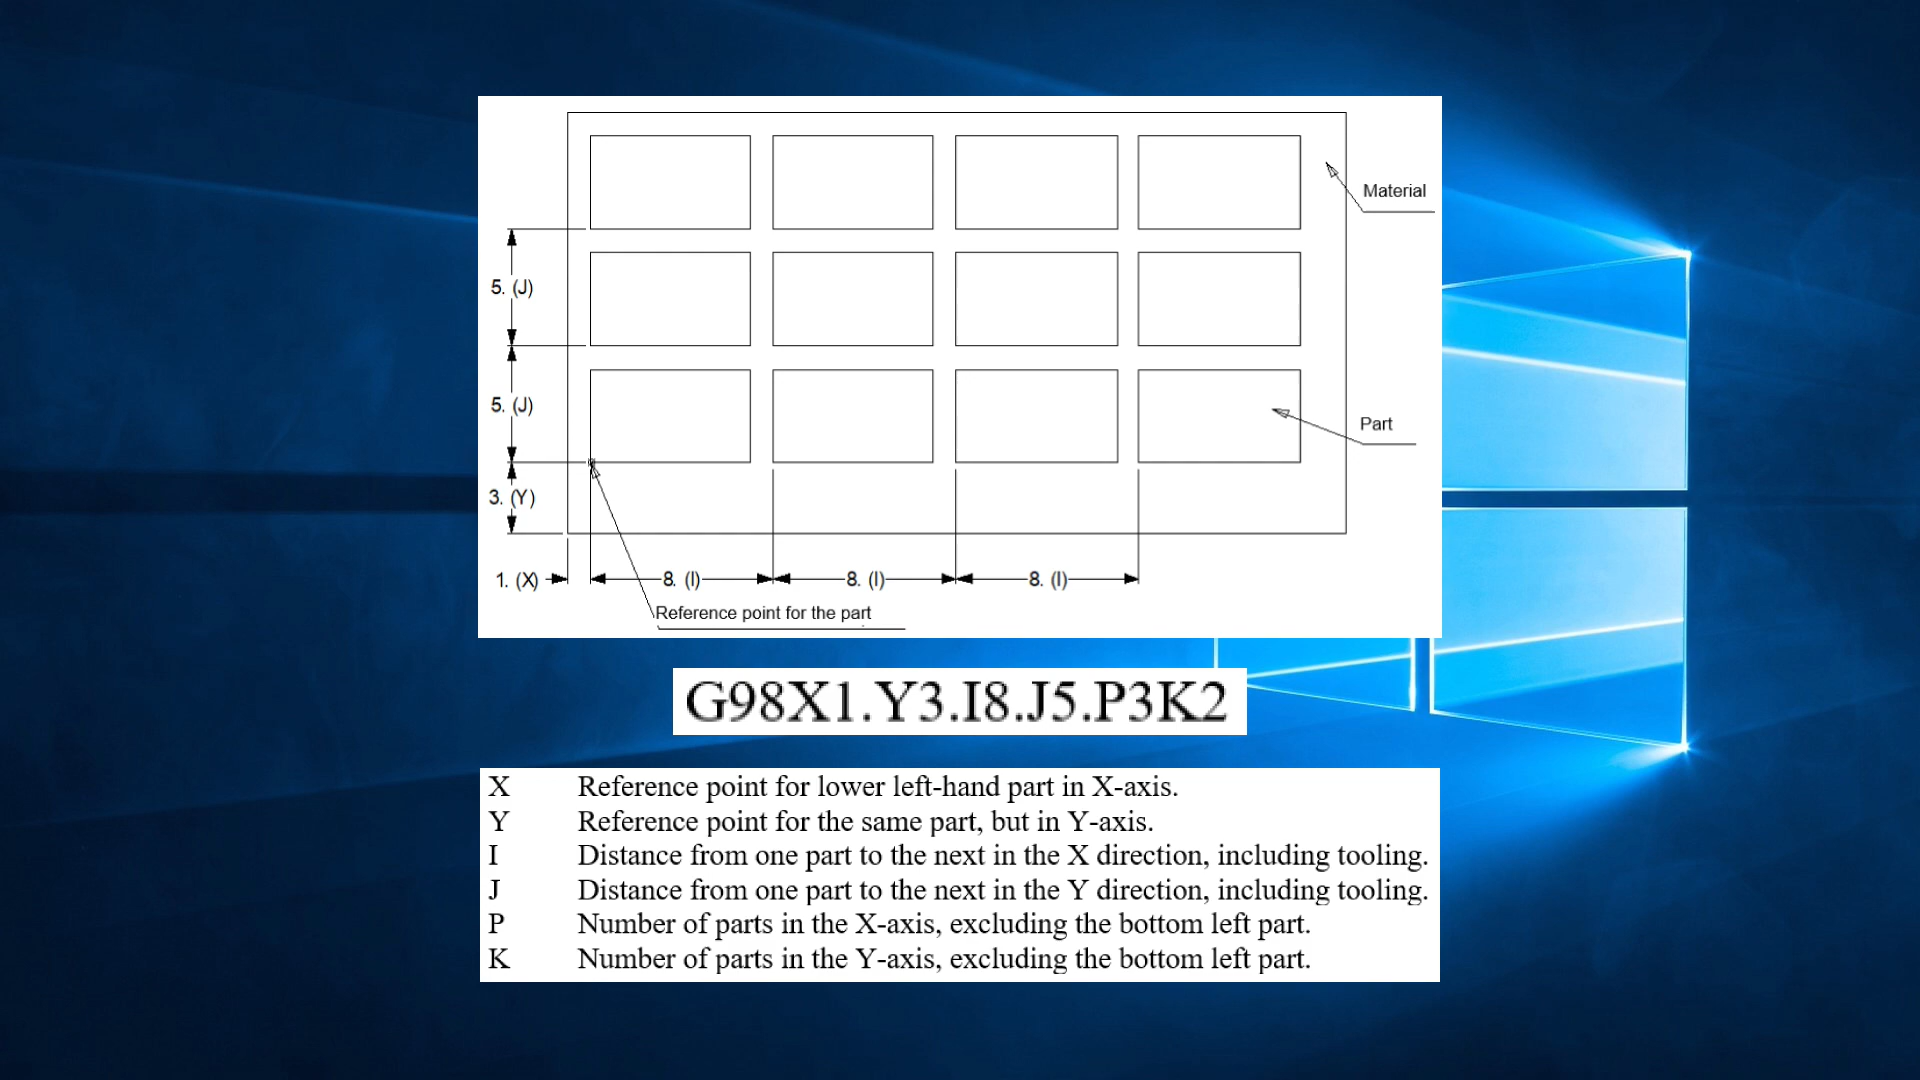 Material
5. (J)
5. (J)
Part
3. (Y)
1. (X) 8. (I) 8. (I) 8. (I)
Reference point for the part
G98X1.Y3.I8.J5.P3K2
X Reference point for lower left-hand part in X-axis.
Y Reference point for the same part, but in Y-axis.
I Distance from one part to the next in the X direction, including tooling.
J Distance from one part to the next in the Y direction, including tooling.
P Number of parts in the X-axis, excluding the bottom left part.
K Number of parts in the Y-axis, excluding the bottom left part.